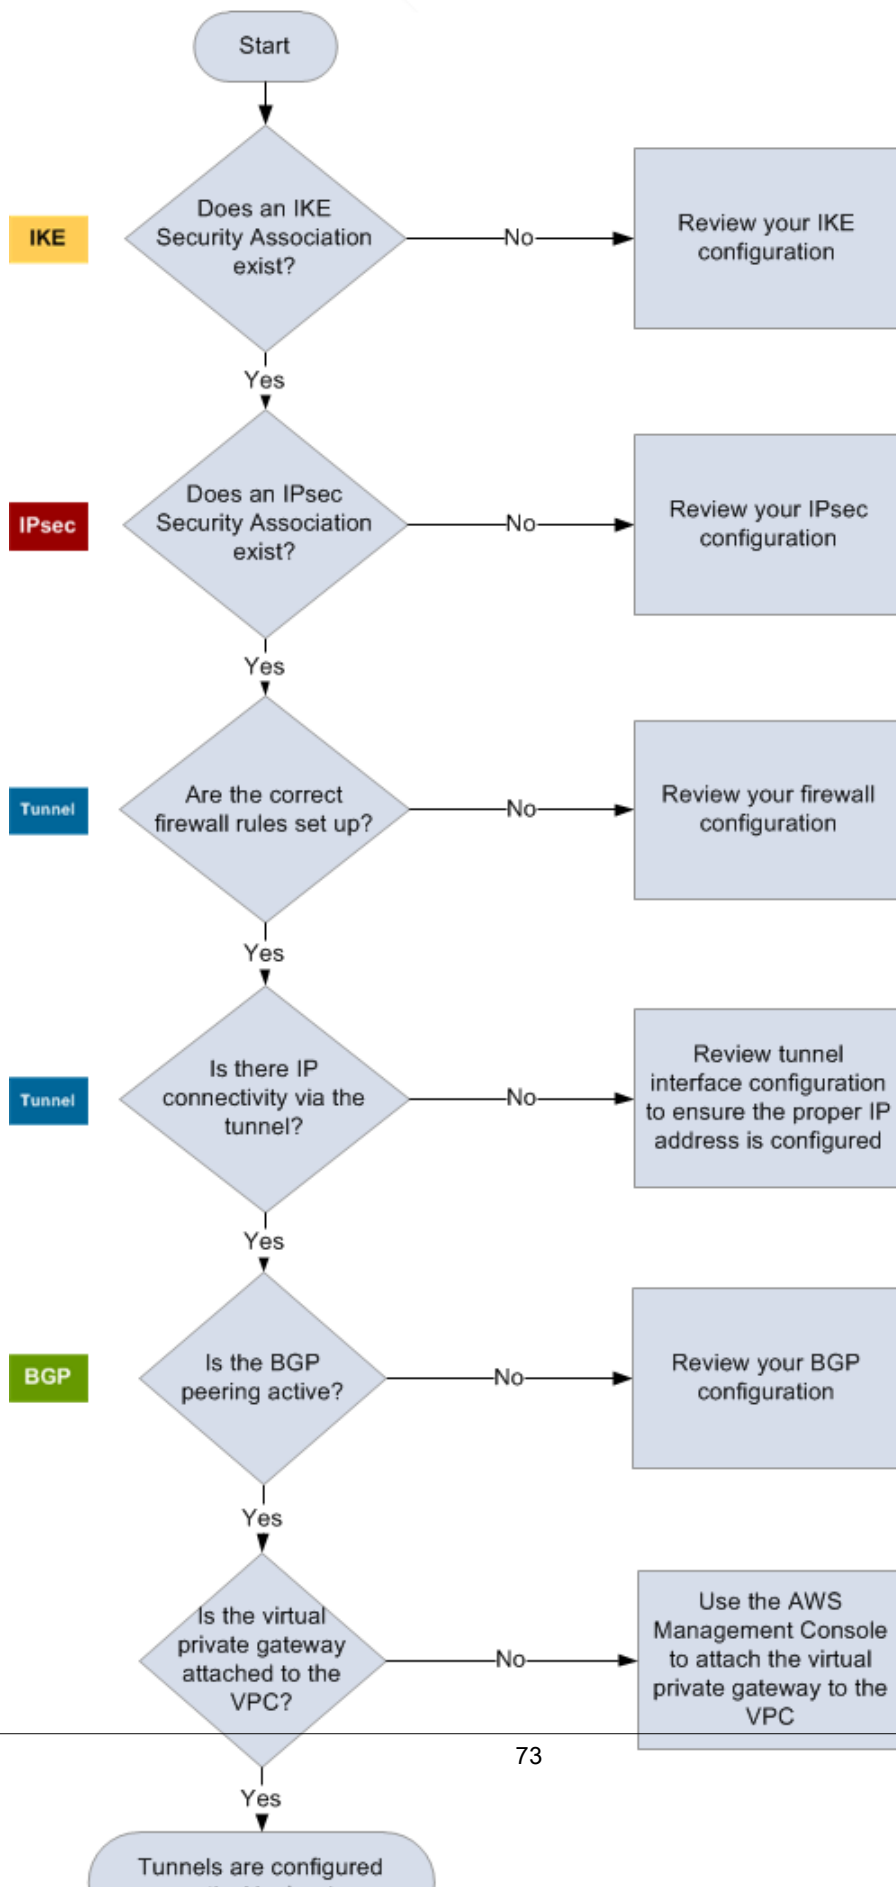 Start
IKE
Does an IKE
Security Association
exist?
No
Review your IKE
configuration
Yes
IPsec
Does an IPsec
Security Association
exist?
No
Review your IPsec
configuration
Yes
Tunnel
Are the correct
firewall rules set up?
No
Review your firewall
configuration
Yes
Tunnel
Is there IP
connectivity via the
tunnel?
No
Review tunnel
interface configuration
to ensure the proper IP
address is configured
Yes
BGP
Is the BGP
peering active?
No
Review your BGP
configuration
Yes
Is the virtual
private gateway
attached to the
VPC?
No
Use the AWS
Management Console
to attach the virtual
private gateway to the
VPC
73
Yes
Tunnels are configured